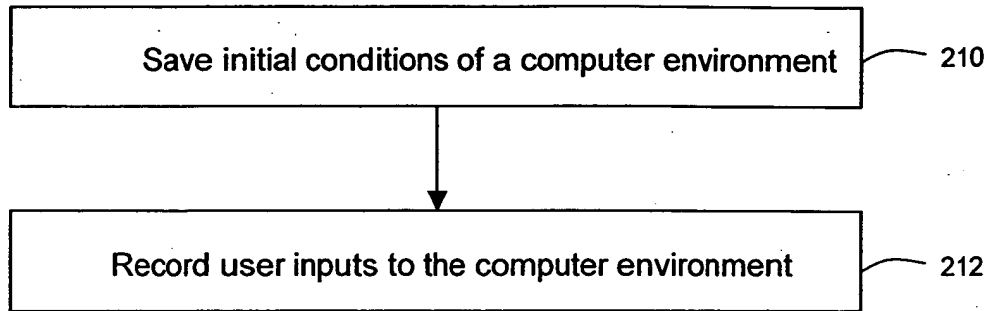 Save initial conditions of a computer environment
210
Record user inputs to the computer environment
212